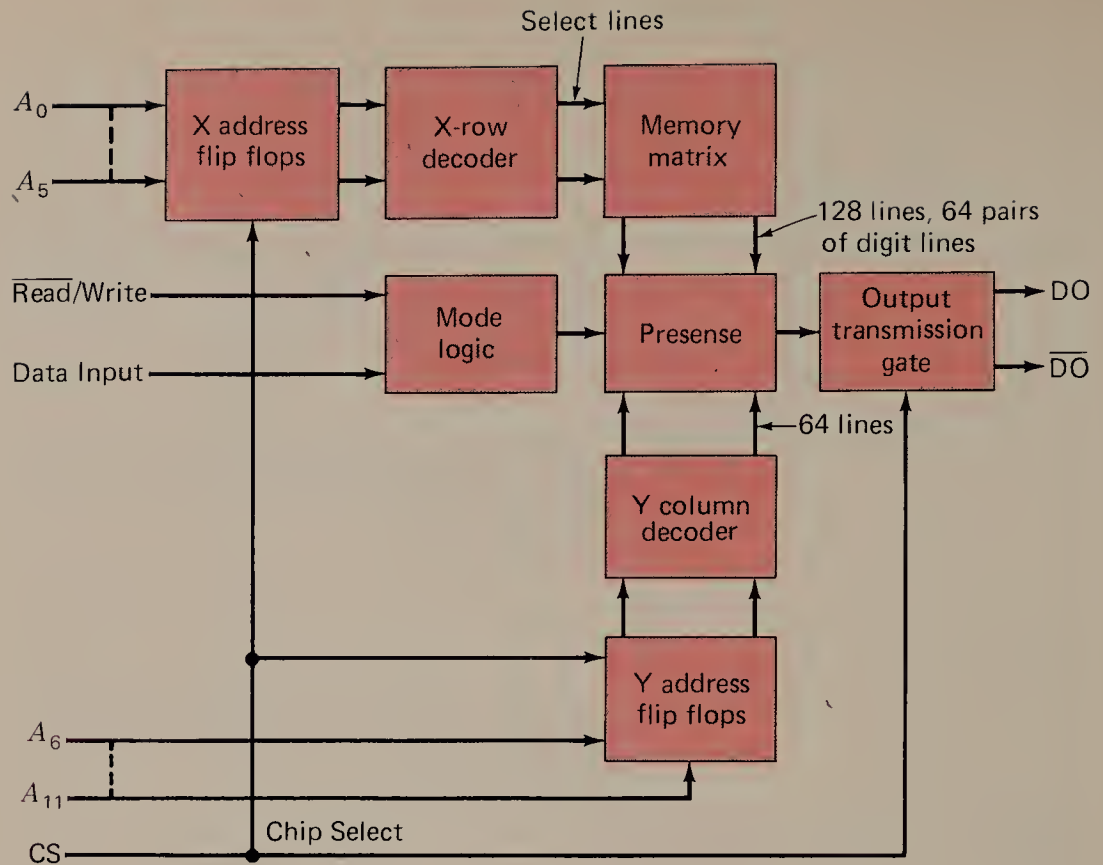 Select lines
A₀
A₅
X address
flip flops
X-row
decoder
Memory
matrix
128 lines, 64 pairs
of digit lines
R̅e̅a̅d̅/Write
Data Input
Mode
logic
Presense
Output
transmission
gate
DO
D̅O̅
64 lines
Y column
decoder
Y address
flip flops
A₆
A₁₁
Chip Select
CS